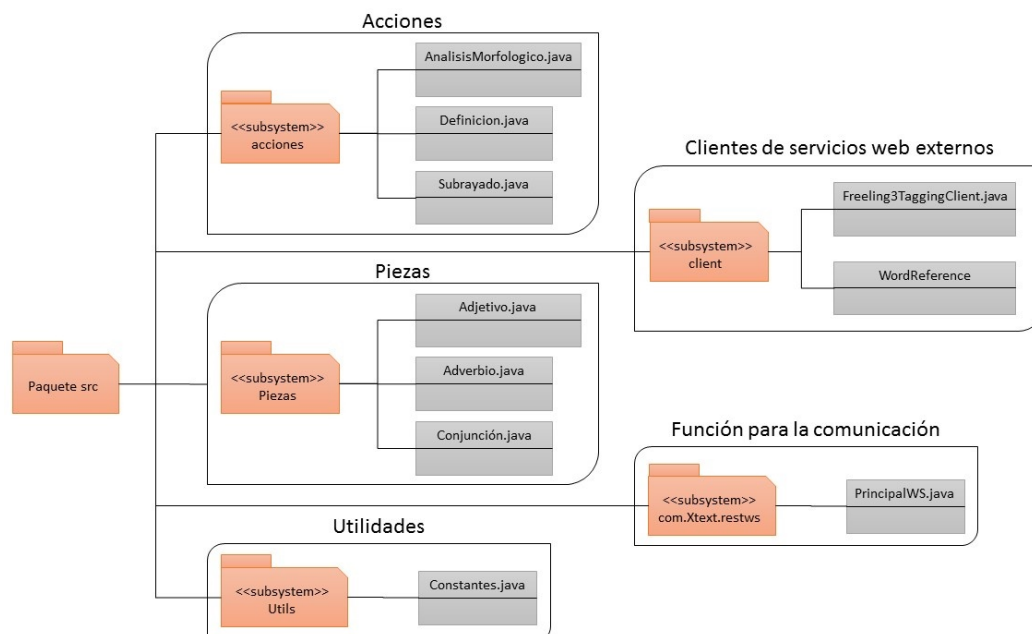 Acciones
<<subsystem>>
acciones
AnalisisMorfologico.java
Definicion.java
Subrayado.java
Clientes de servicios web externos
<<subsystem>>
client
Freeling3TaggingClient.java
WordReference
Piezas
Paquete src
<<subsystem>>
Piezas
Adjetivo.java
Adverbio.java
Conjunción.java
Función para la comunicación
<<subsystem>>
com.Xtext.restws
PrincipalWS.java
Utilidades
<<subsystem>>
Utils
Constantes.java